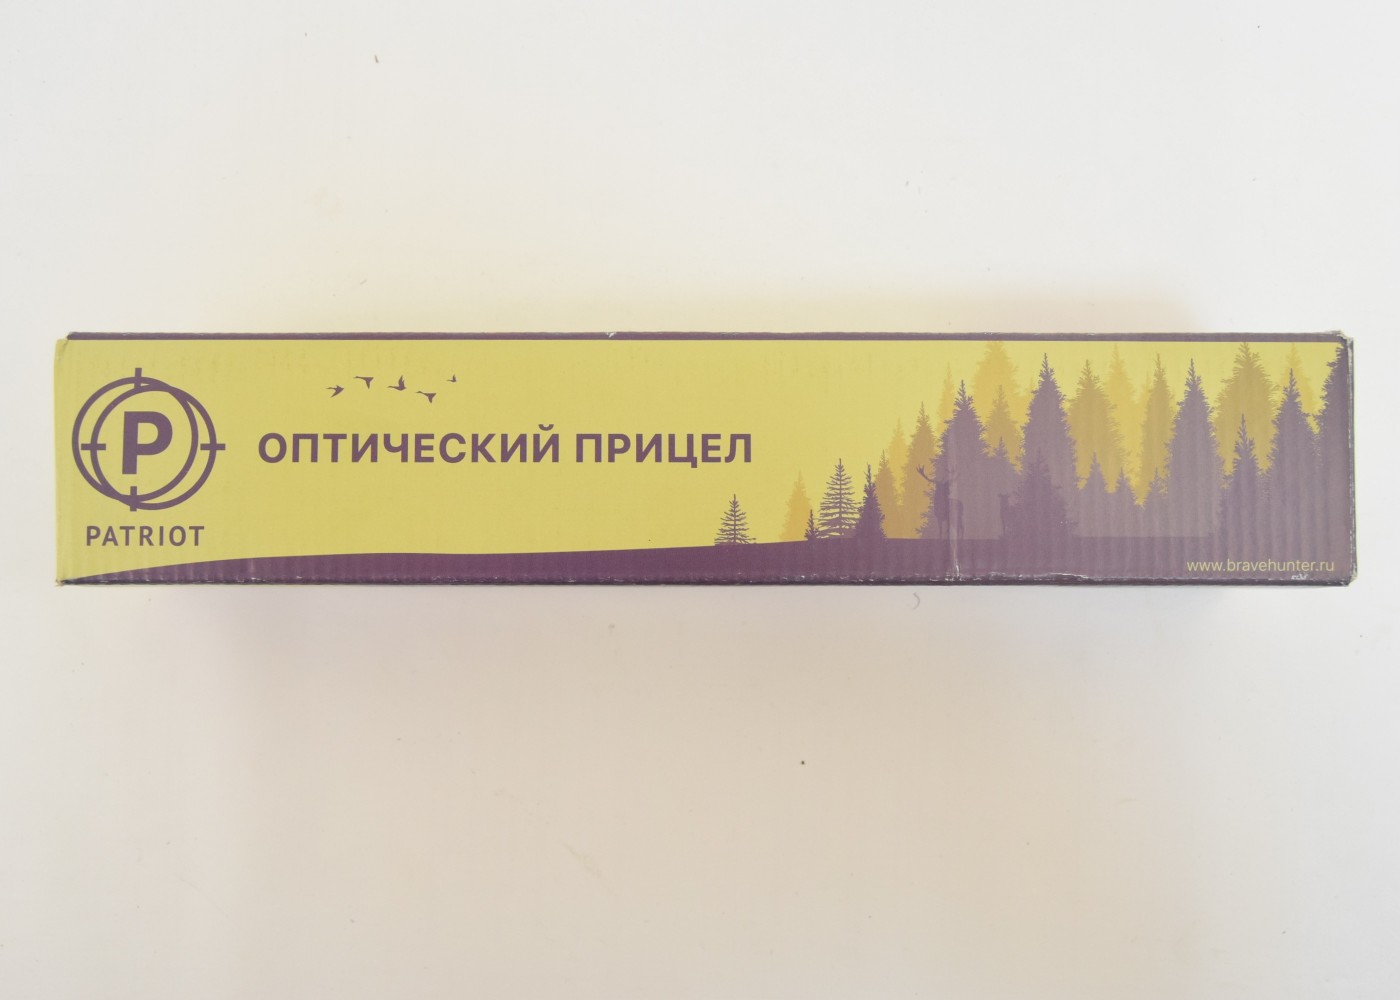 P
PATRIOT
ОПТИЧЕСКИЙ ПРИЦЕЛ
www.bravehunter.ru